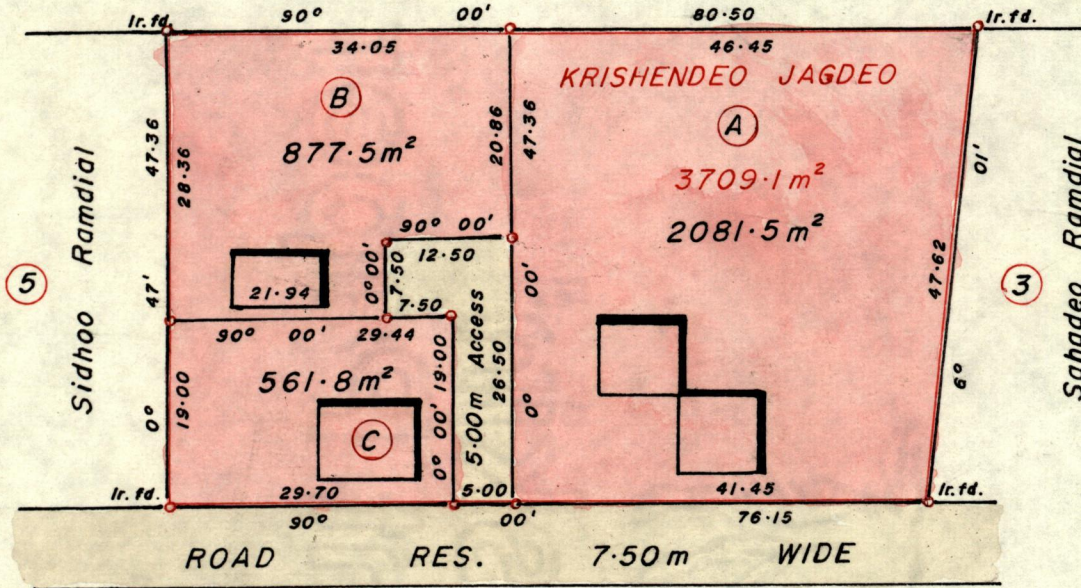 Ir. fd. 90° 00' 80.50 Ir. fd.
34.05 46.45
KRISHENDEO JAGDEO
B A
877.5m² 3709.1m²
2081.5m²
47.36 28.36 20.86 47.36 01'
Sidhoo Ramdial
Sahadeo Ramdial
5 3
90° 00'
12.50
0° 00' 7.50
7.50
21.94
90° 00' 29.44
47' 0° 19.00
00' 0°
47.62 6°
561.8m²
C
0° 00' 19.00
5.00m Access
26.50
Ir. fd. 29.70 5.00 41.45 Ir. fd.
90° 00' 76.15
ROAD RES. 7.50m WIDE